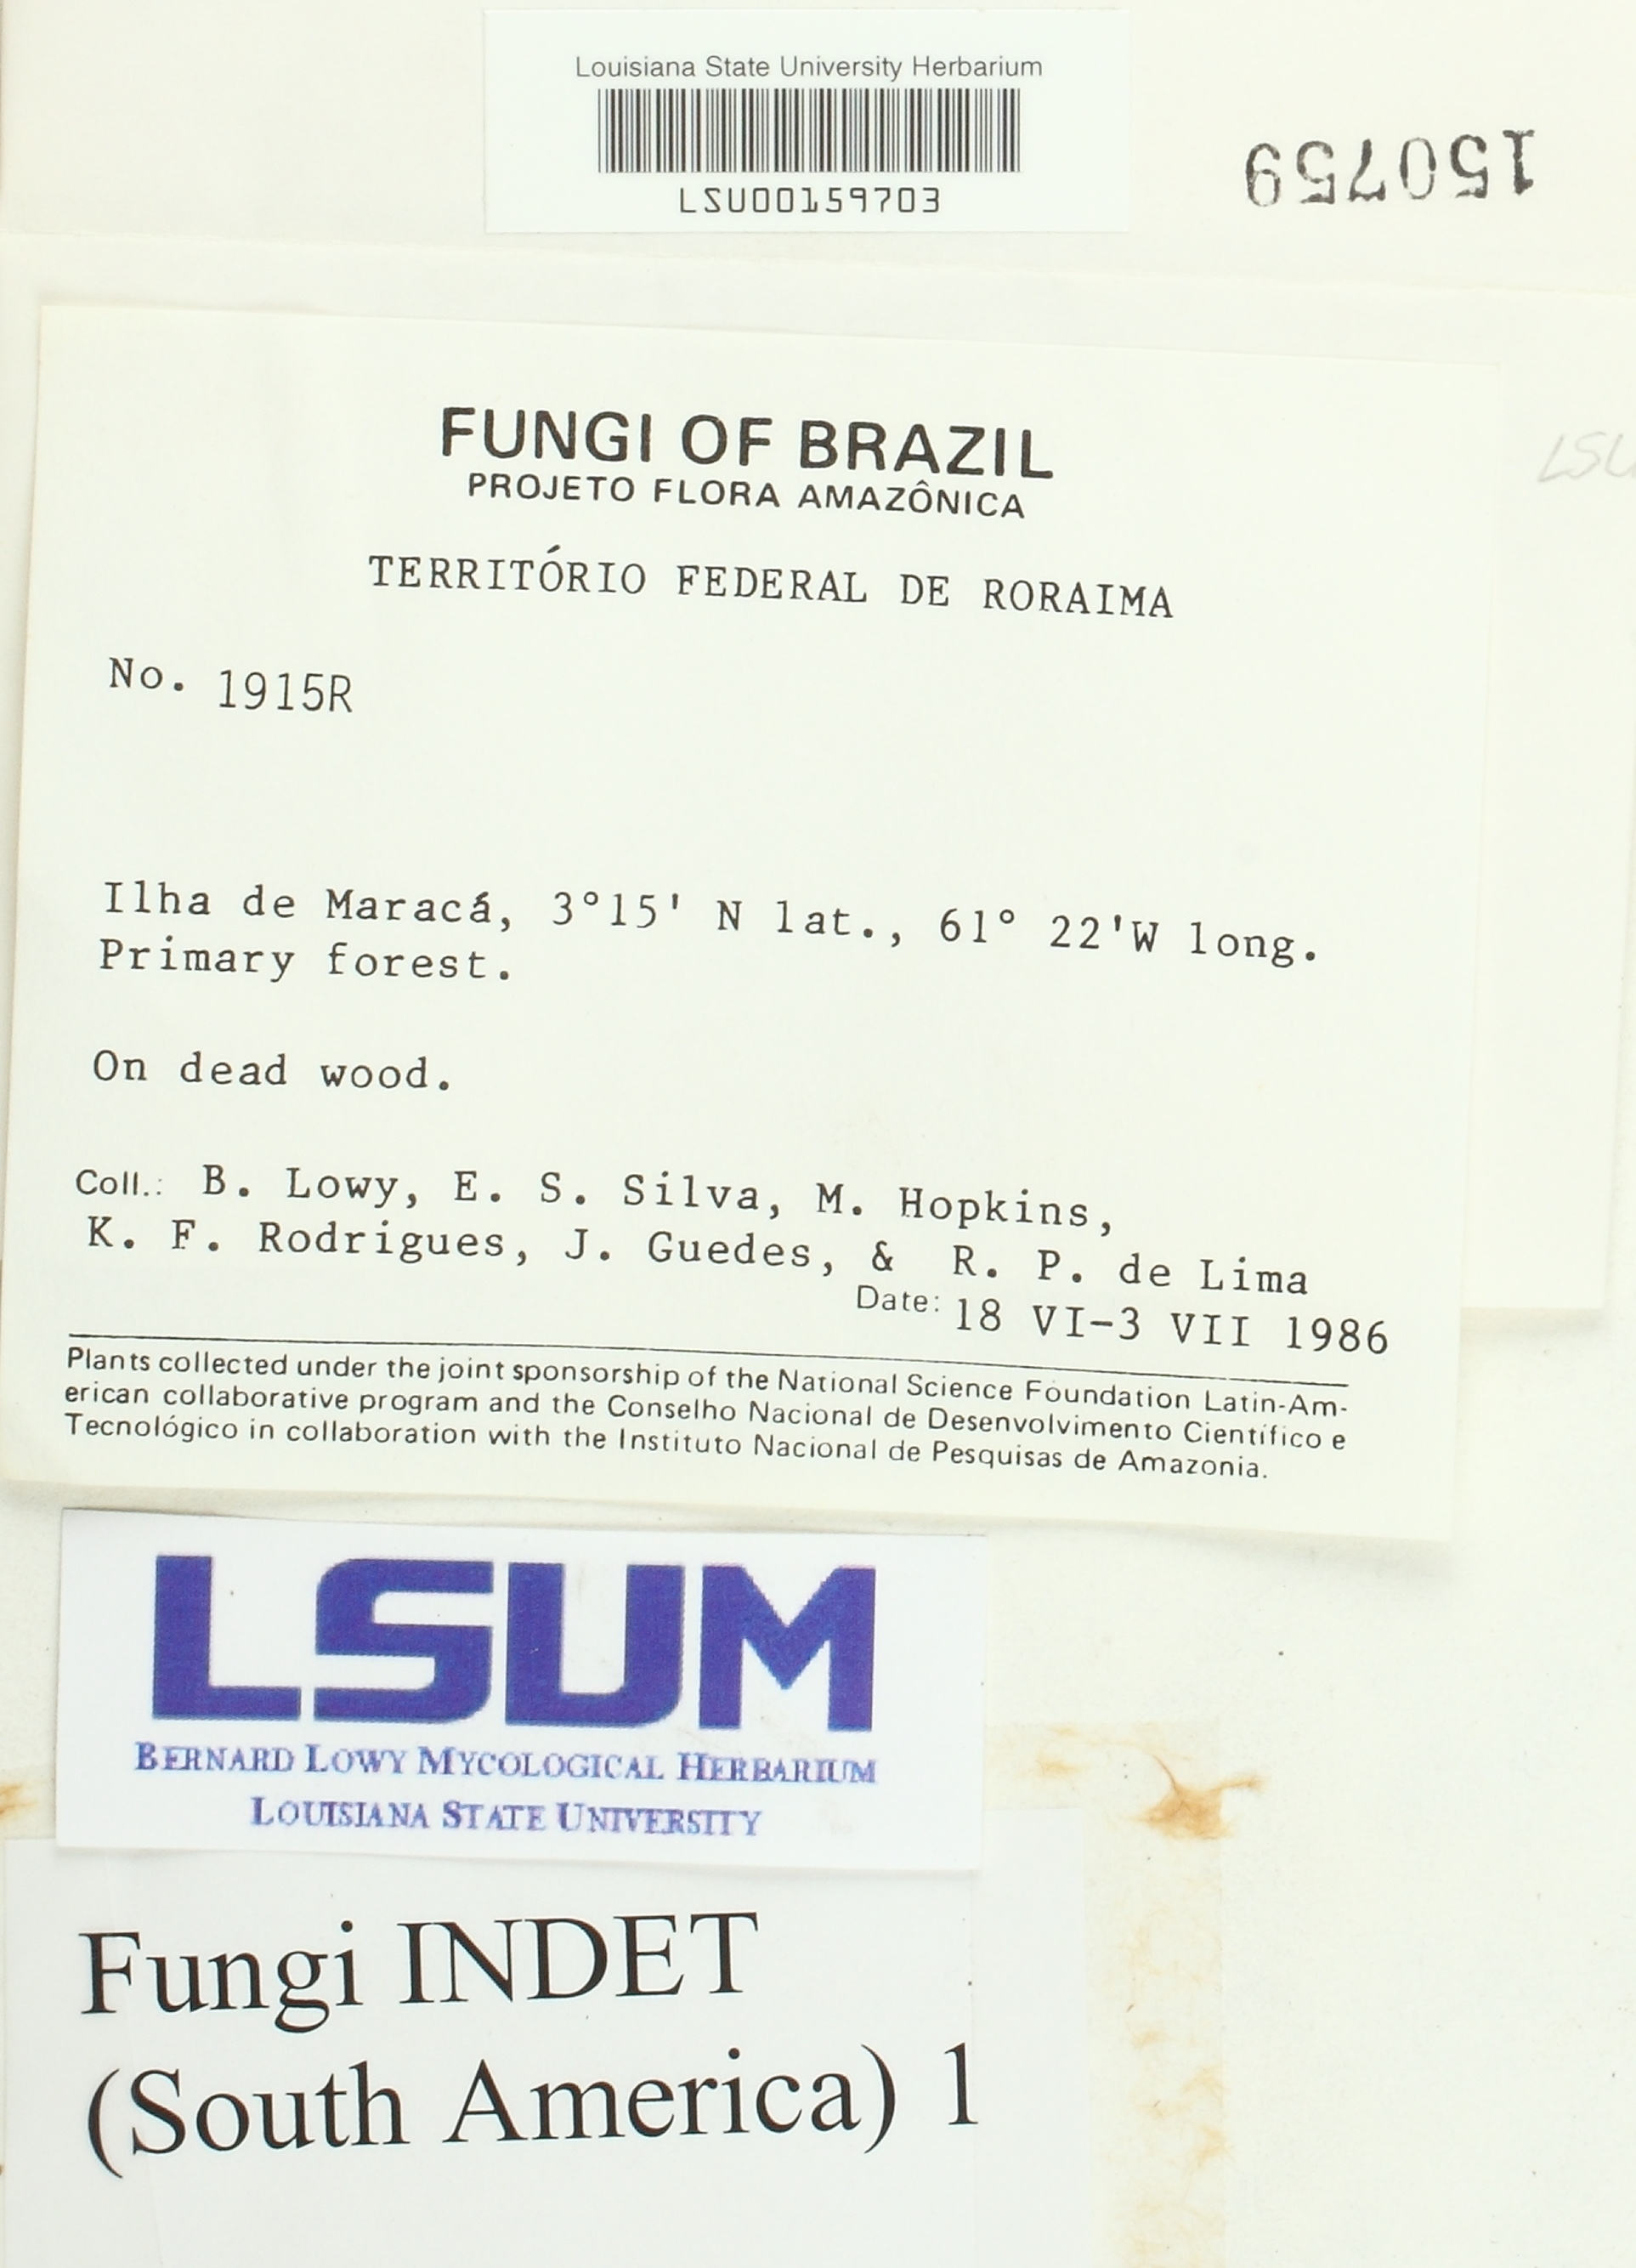 Louisiana State University Herbarium
LSU00159703
150759
FUNGI OF BRAZIL
PROJETO FLORA AMAZÔNICA
TERRITÓRIO FEDERAL DE RORAIMA
No. 1915R
Ilha de Maracá, 3°15' N lat., 61° 22'W long.
Primary forest.
On dead wood.
Coll.: B. Lowy, E. S. Silva, M. Hopkins,
K. F. Rodrigues, J. Guedes, & R. P. de Lima
Date: 18 VI-3 VII 1986
Plants collected under the joint sponsorship of the National Science Foundation Latin-Am-
erican collaborative program and the Conselho Nacional de Desenvolvimento Científico e
Tecnológico in collaboration with the Instituto Nacional de Pesquisas de Amazonia.
LSUM
BERNARD LOWY MYCOLOGICAL HERBARIUM
LOUISIANA STATE UNIVERSITY
Fungi INDET
(South America) 1